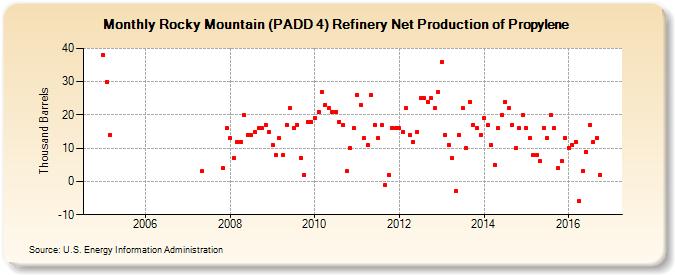 Monthly Rocky Mountain (PADD 4) Refinery Net Production of Propylene
Thousand Barrels
40
30
20
10
0
-10
2006 2008 2010 2012 2014 2016
Source: U.S. Energy Information Administration